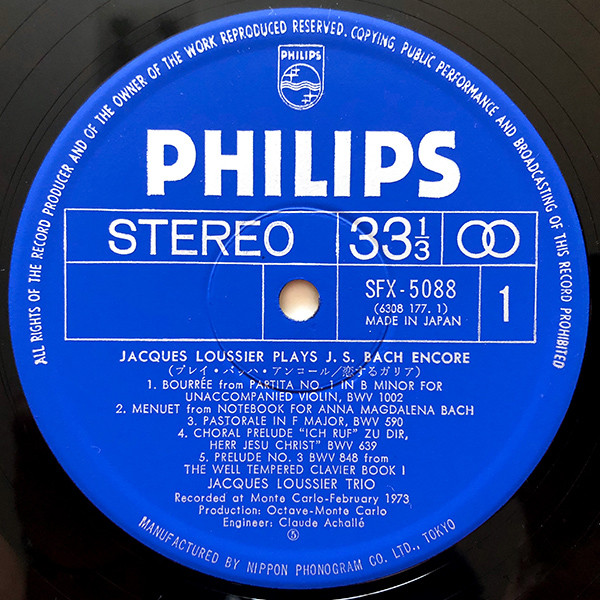 ALL RIGHTS OF THE RECORD PRODUCER AND OF THE OWNER OF THE WORK REPRODUCED RESERVED. COPYING, PUBLIC PERFORMANCE AND BROADCASTING OF THIS RECORD PROHIBITED
PHILIPS
PHILIPS
STEREO
33 1/3
SFX-5088
(6308 177. 1)
MADE IN JAPAN
1
JACQUES LOUSSIER PLAYS J. S. BACH ENCORE
(プレイ・バッハ・アンコール/恋するガリア)
1. BOURRÉE from PARTITA NO. 1 IN B MINOR FOR
UNACCOMPANIED VIOLIN, BWV 1002
2. MENUET from NOTEBOOK FOR ANNA MAGDALENA BACH
3. PASTORALE IN F MAJOR, BWV 590
4. CHORAL PRELUDE "ICH RUF" ZU DIR,
HERR JESU CHRIST" BWV 639
5. PRELUDE NO. 3 BWV 848 from
THE WELL TEMPERED CLAVIER BOOK I
JACQUES LOUSSIER TRIO
Recorded at Monte Carlo-February 1973
Production: Octave-Monte Carlo
Engineer: Claude Achallé
⑤
MANUFACTURED BY NIPPON PHONOGRAM CO. LTD., TOKYO